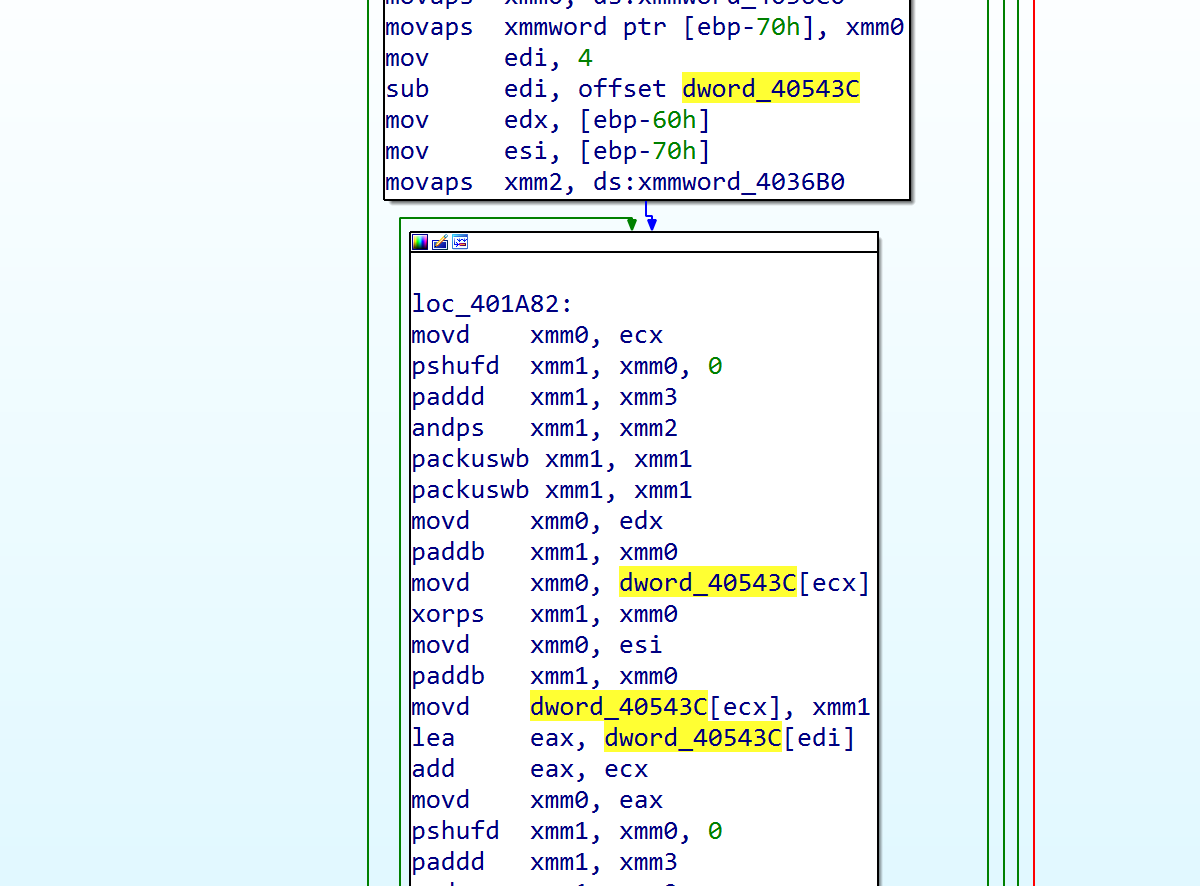 movaps xmm0, ds:xmmword_4036C0
movaps xmmword ptr [ebp-70h], xmm0
mov edi, 4
sub edi, offset dword_40543C
mov edx, [ebp-60h]
mov esi, [ebp-70h]
movaps xmm2, ds:xmmword_4036B0
loc_401A82:
movd xmm0, ecx
pshufd xmm1, xmm0, 0
paddd xmm1, xmm3
andps xmm1, xmm2
packuswb xmm1, xmm1
packuswb xmm1, xmm1
movd xmm0, edx
paddb xmm1, xmm0
movd xmm0, dword_40543C[ecx]
xorps xmm1, xmm0
movd xmm0, esi
paddb xmm1, xmm0
movd dword_40543C[ecx], xmm1
lea eax, dword_40543C[edi]
add eax, ecx
movd xmm0, eax
pshufd xmm1, xmm0, 0
paddd xmm1, xmm3